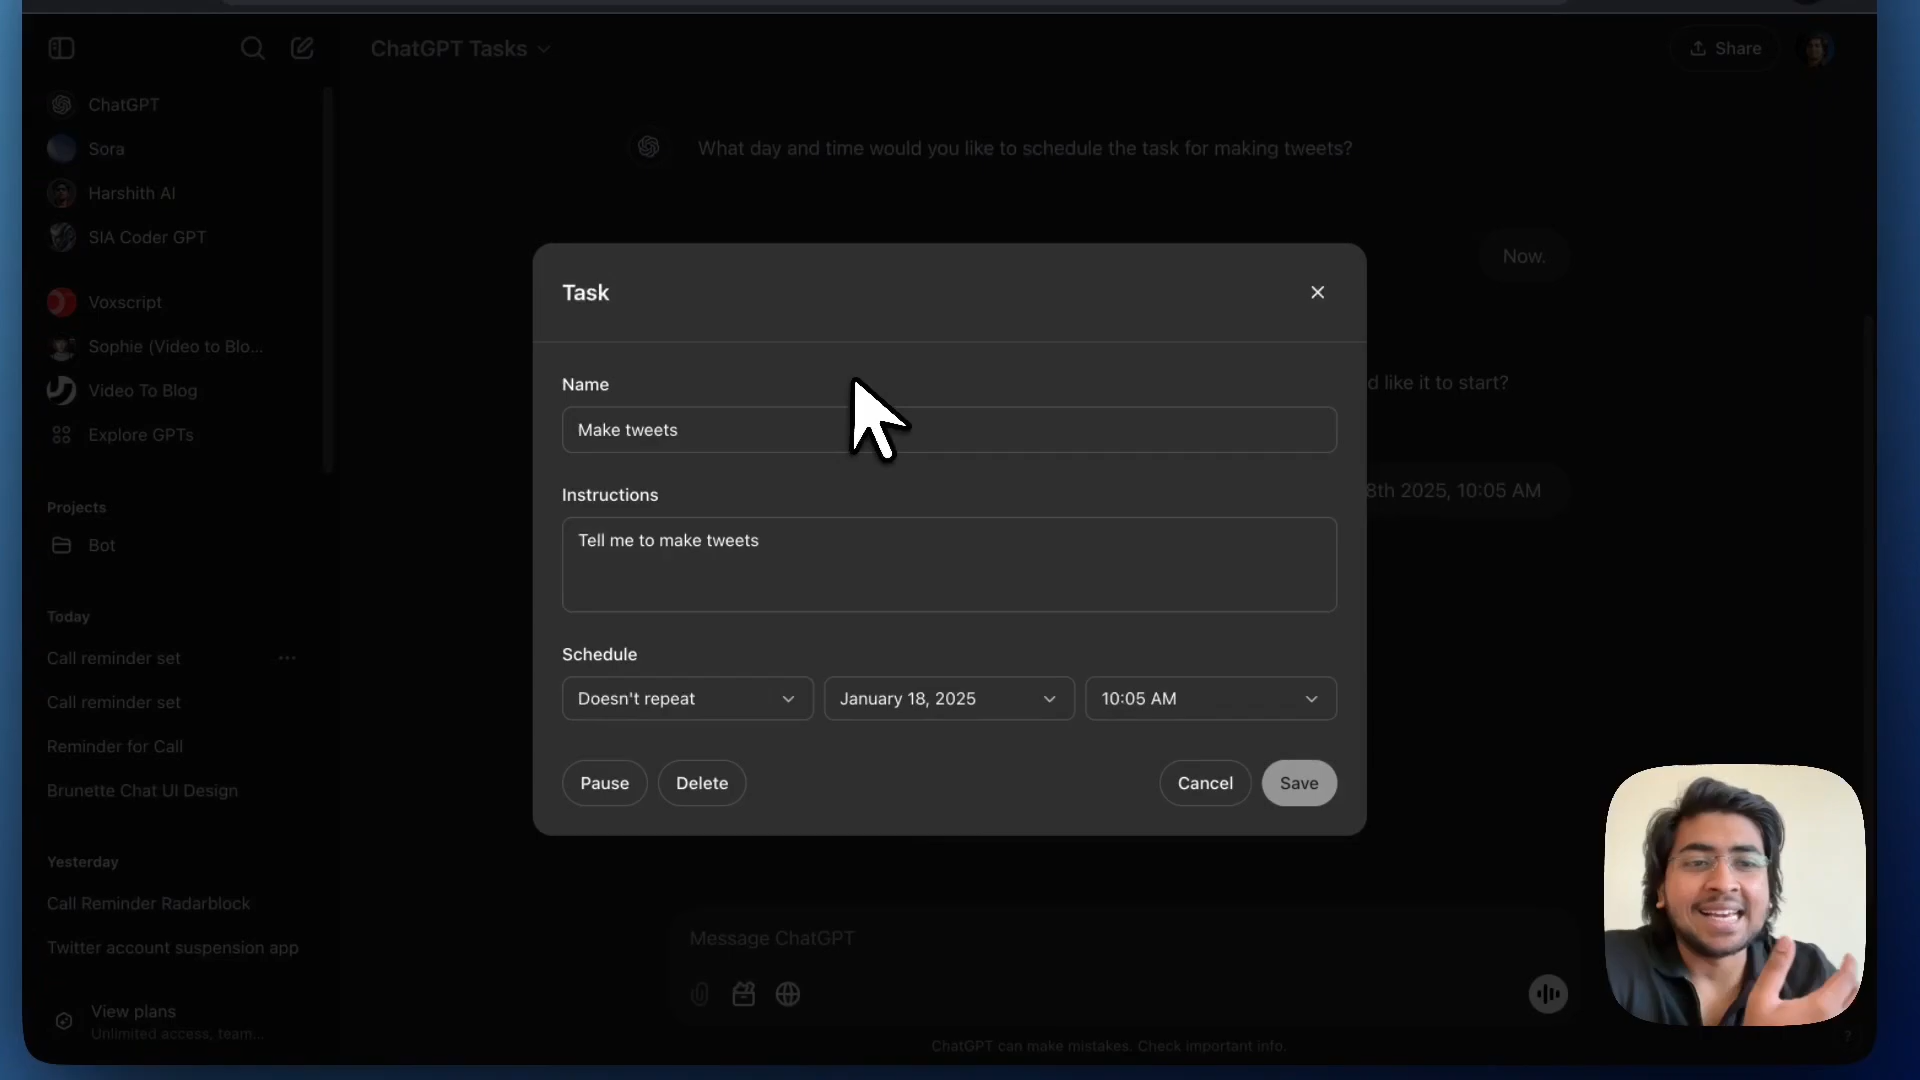 ChatGPT Tasks
Share
ChatGPT
Sora
Harshith AI
SIA Coder GPT
Voxscript
Sophie (Video to Blo...
Video To Blog
Explore GPTs
Projects
Bot
Today
Call reminder set
Call reminder set
Reminder for Call
Brunette Chat UI Design
Yesterday
Call Reminder Radarblock
Twitter account suspension app
View plans
Unlimited access, team...
What day and time would you like to schedule the task for making tweets?
Now.
d like it to start?
8th 2025, 10:05 AM
Task
Name
Make tweets
Instructions
Tell me to make tweets
Schedule
Doesn't repeat
January 18, 2025
10:05 AM
Pause
Delete
Cancel
Save
Message ChatGPT
ChatGPT can make mistakes. Check important info.
?